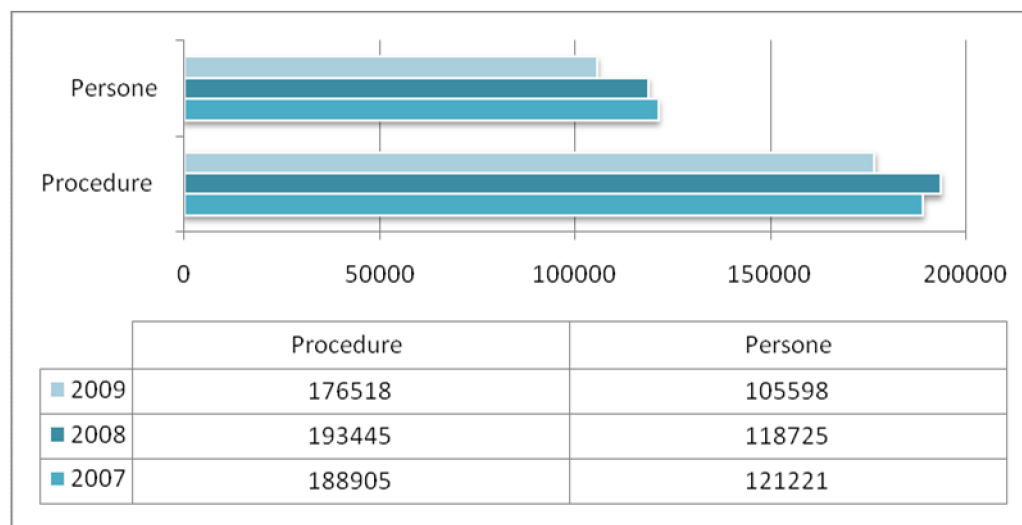 Persone
Procedure
0 50000 100000 150000 200000
Procedure Persone
2009 176518 105598
2008 193445 118725
2007 188905 121221